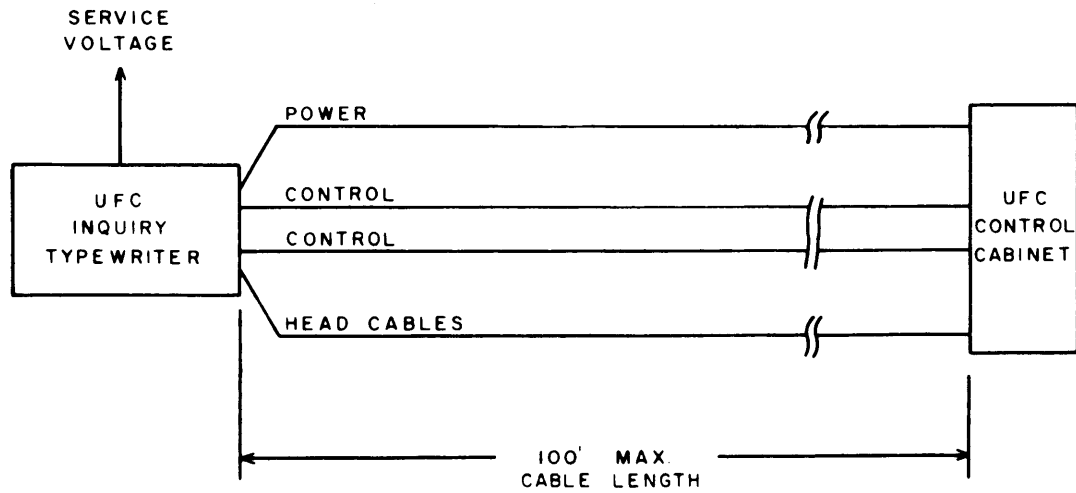 SERVICE
VOLTAGE
POWER
CONTROL
CONTROL
HEAD CABLES
UFC
INQUIRY
TYPEWRITER
UFC
CONTROL
CABINET
100' MAX.
CABLE LENGTH